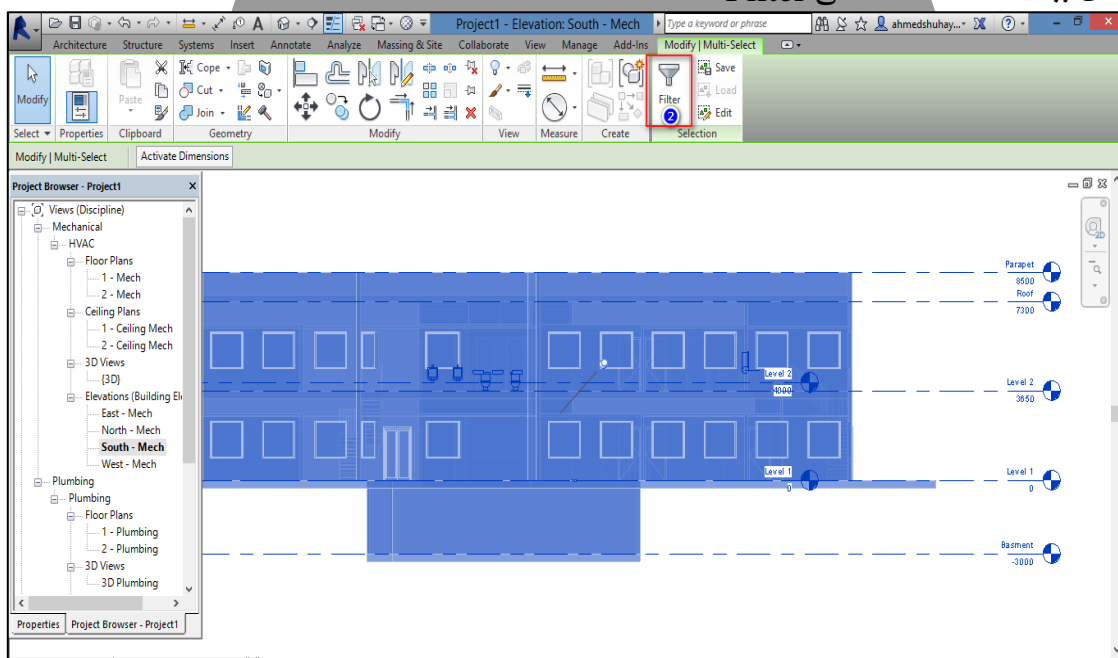 Filter
Project1 - Elevation: South - Mech
Type a keyword or phrase
ahmedshuhay...
Architecture Structure Systems Insert Annotate Analyze Massing & Site Collaborate View Manage Add-Ins Modify | Multi-Select
Modify
Paste
Cope
Cut
Join
Filter
2
Save
Load
Edit
Select Properties Clipboard Geometry Modify View Measure Create Selection
Modify | Multi-Select Activate Dimensions
Project Browser - Project1
Views (Discipline)
Mechanical
HVAC
Floor Plans
1 - Mech
2 - Mech
Ceiling Plans
1 - Ceiling Mech
2 - Ceiling Mech
3D Views
{3D}
Elevations (Building El
East - Mech
North - Mech
South - Mech
West - Mech
Plumbing
Plumbing
Floor Plans
1 - Plumbing
2 - Plumbing
3D Views
3D Plumbing
Properties Project Browser - Project1
2D
Parapet
8500
Roof
7300
Level 2
4000
Level 2
3650
Level 1
0
Level 1
0
Basment
-3000